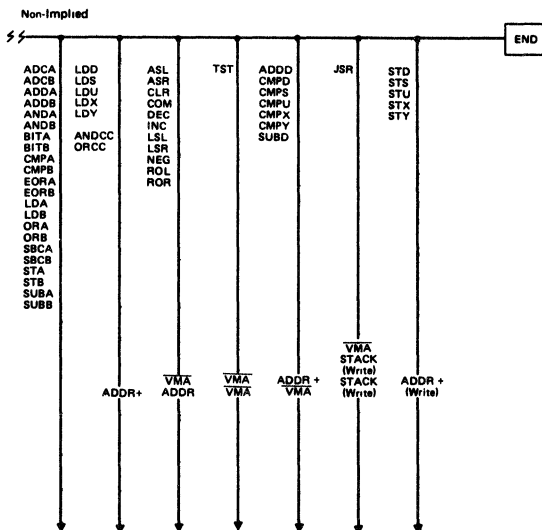 Non-Implied
END
ADCA
ADCB
ADDA
ADDB
ANDA
ANDB
BITA
BITB
CMPA
CMPB
EORA
EORB
LDA
LDB
ORA
ORB
SBCA
SBCB
STA
STB
SUBA
SUBB
LDD
LDS
LDU
LDX
LDY
ANDCC
ORCC
ADDR+
ASL
ASR
CLR
COM
DEC
INC
LSL
LSR
NEG
ROL
ROR
VMA
ADDR
TST
VMA
VMA
ADDD
CMPD
CMPS
CMPU
CMPX
CMPY
SUBD
ADDR +
VMA
JSR
VMA
STACK
(Write)
STACK
(Write)
STD
STS
STU
STX
STY
ADDR +
(Write)